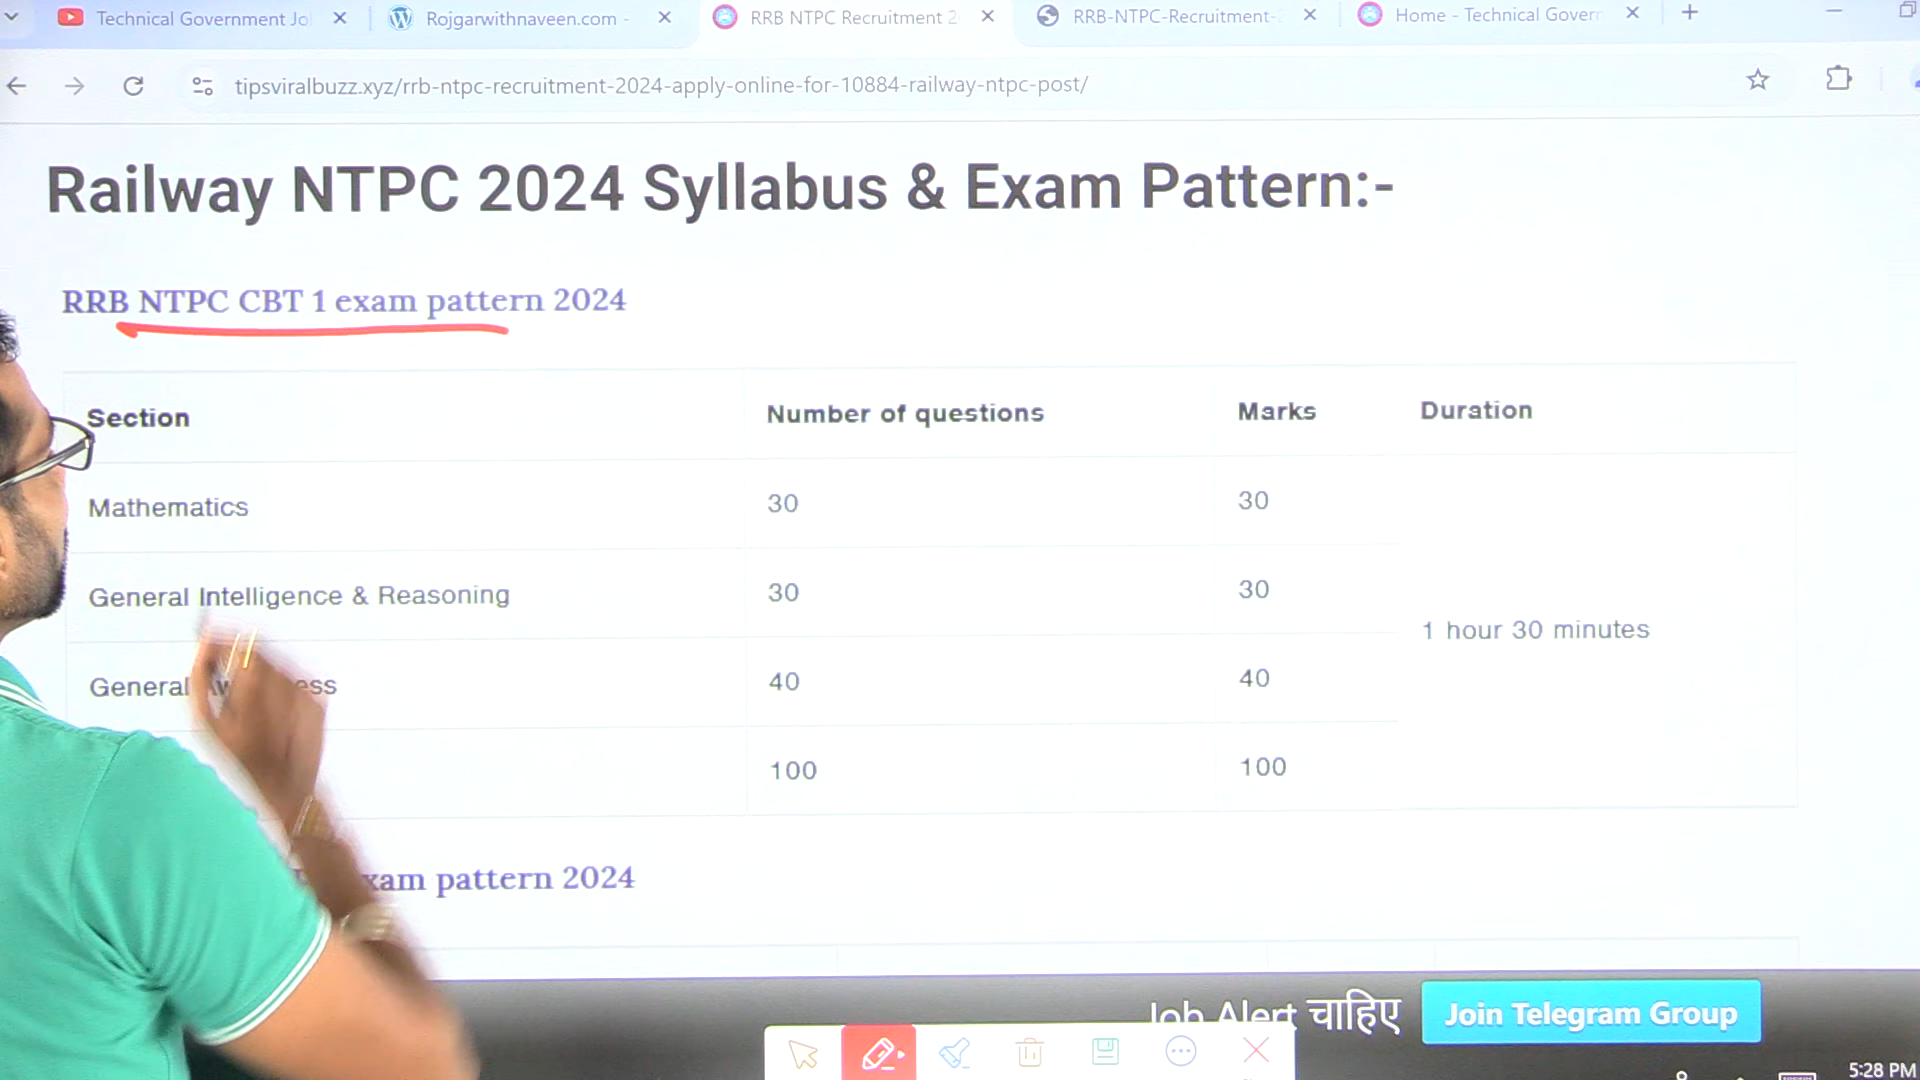 Technical Government Jo
Rojgarwithnaveen.com -
RRB NTPC Recruitment 2
RRB-NTPC-Recruitment-
Home - Technical Govern
tipsviralbuzz.xyz/rrb-ntpc-recruitment-2024-apply-online-for-10884-railway-ntpc-post/
Railway NTPC 2024 Syllabus & Exam Pattern:-
RRB NTPC CBT 1 exam pattern 2024
Section Number of questions Marks Duration
Mathematics 30 30
General Intelligence & Reasoning 30 30
1 hour 30 minutes
General 40 40
100 100
exam pattern 2024
Job Alert चाहिए Join Telegram Group
5:28 PM